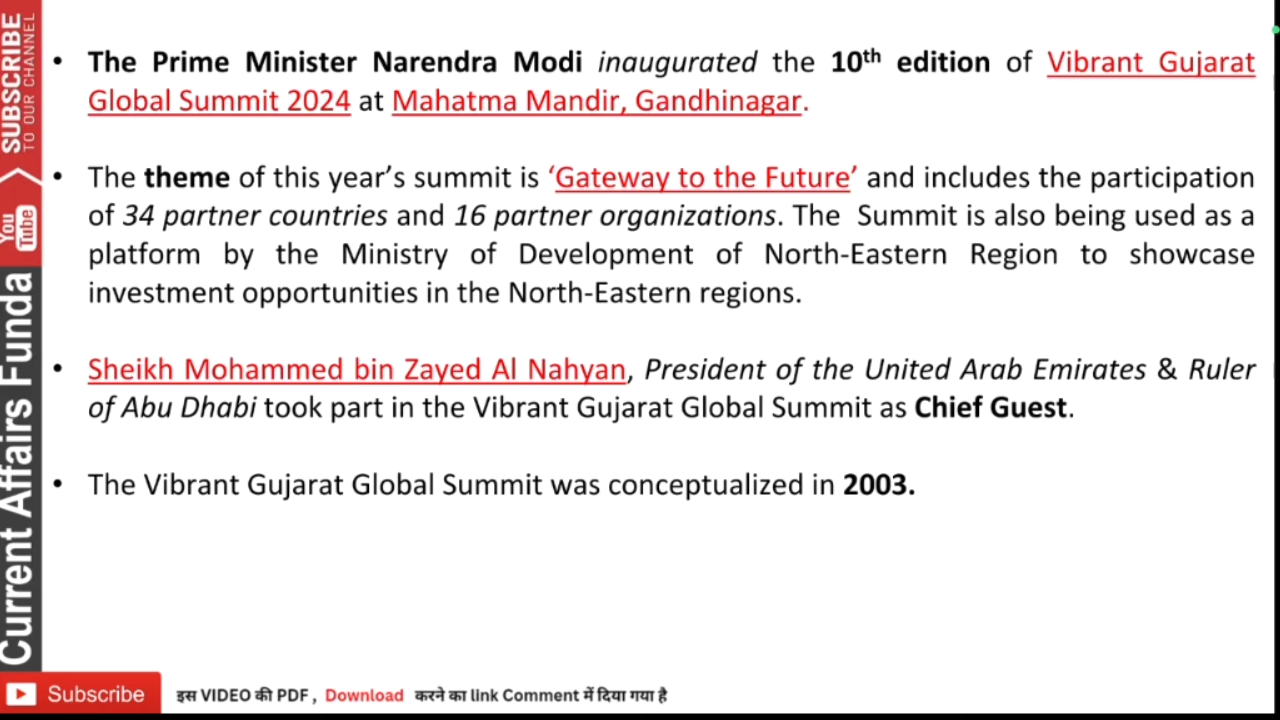 • The Prime Minister Narendra Modi inaugurated the 10th edition of Vibrant Gujarat
Global Summit 2024 at Mahatma Mandir, Gandhinagar.
• The theme of this year’s summit is ‘Gateway to the Future’ and includes the participation
of 34 partner countries and 16 partner organizations. The Summit is also being used as a
platform by the Ministry of Development of North-Eastern Region to showcase
investment opportunities in the North-Eastern regions.
• Sheikh Mohammed bin Zayed Al Nahyan, President of the United Arab Emirates & Ruler
of Abu Dhabi took part in the Vibrant Gujarat Global Summit as Chief Guest.
• The Vibrant Gujarat Global Summit was conceptualized in 2003.
SUBSCRIBE
TO OUR CHANNEL
You
Tube
Current Affairs Funda
Subscribe
इस VIDEO की PDF , Download करने का link Comment में दिया गया है